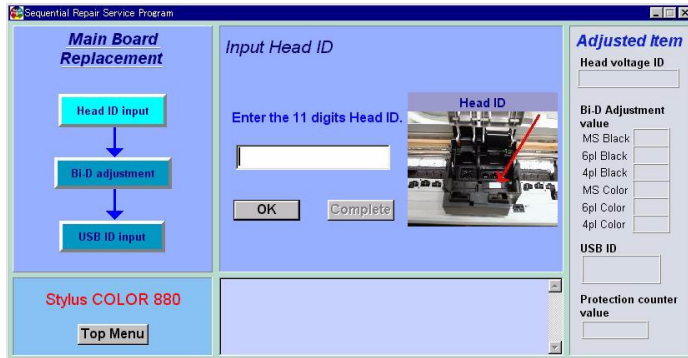 Sequential Repair Service Program
Main Board
Replacement
Head ID input
Bi-D adjustment
USB ID input
Stylus COLOR 880
Top Menu
Input Head ID
Enter the 11 digits Head ID.
OK
Complete
Head ID
Adjusted Item
Head voltage ID
Bi-D Adjustment
value
MS Black
6pl Black
4pl Black
MS Color
6pl Color
4pl Color
USB ID
Protection counter
value